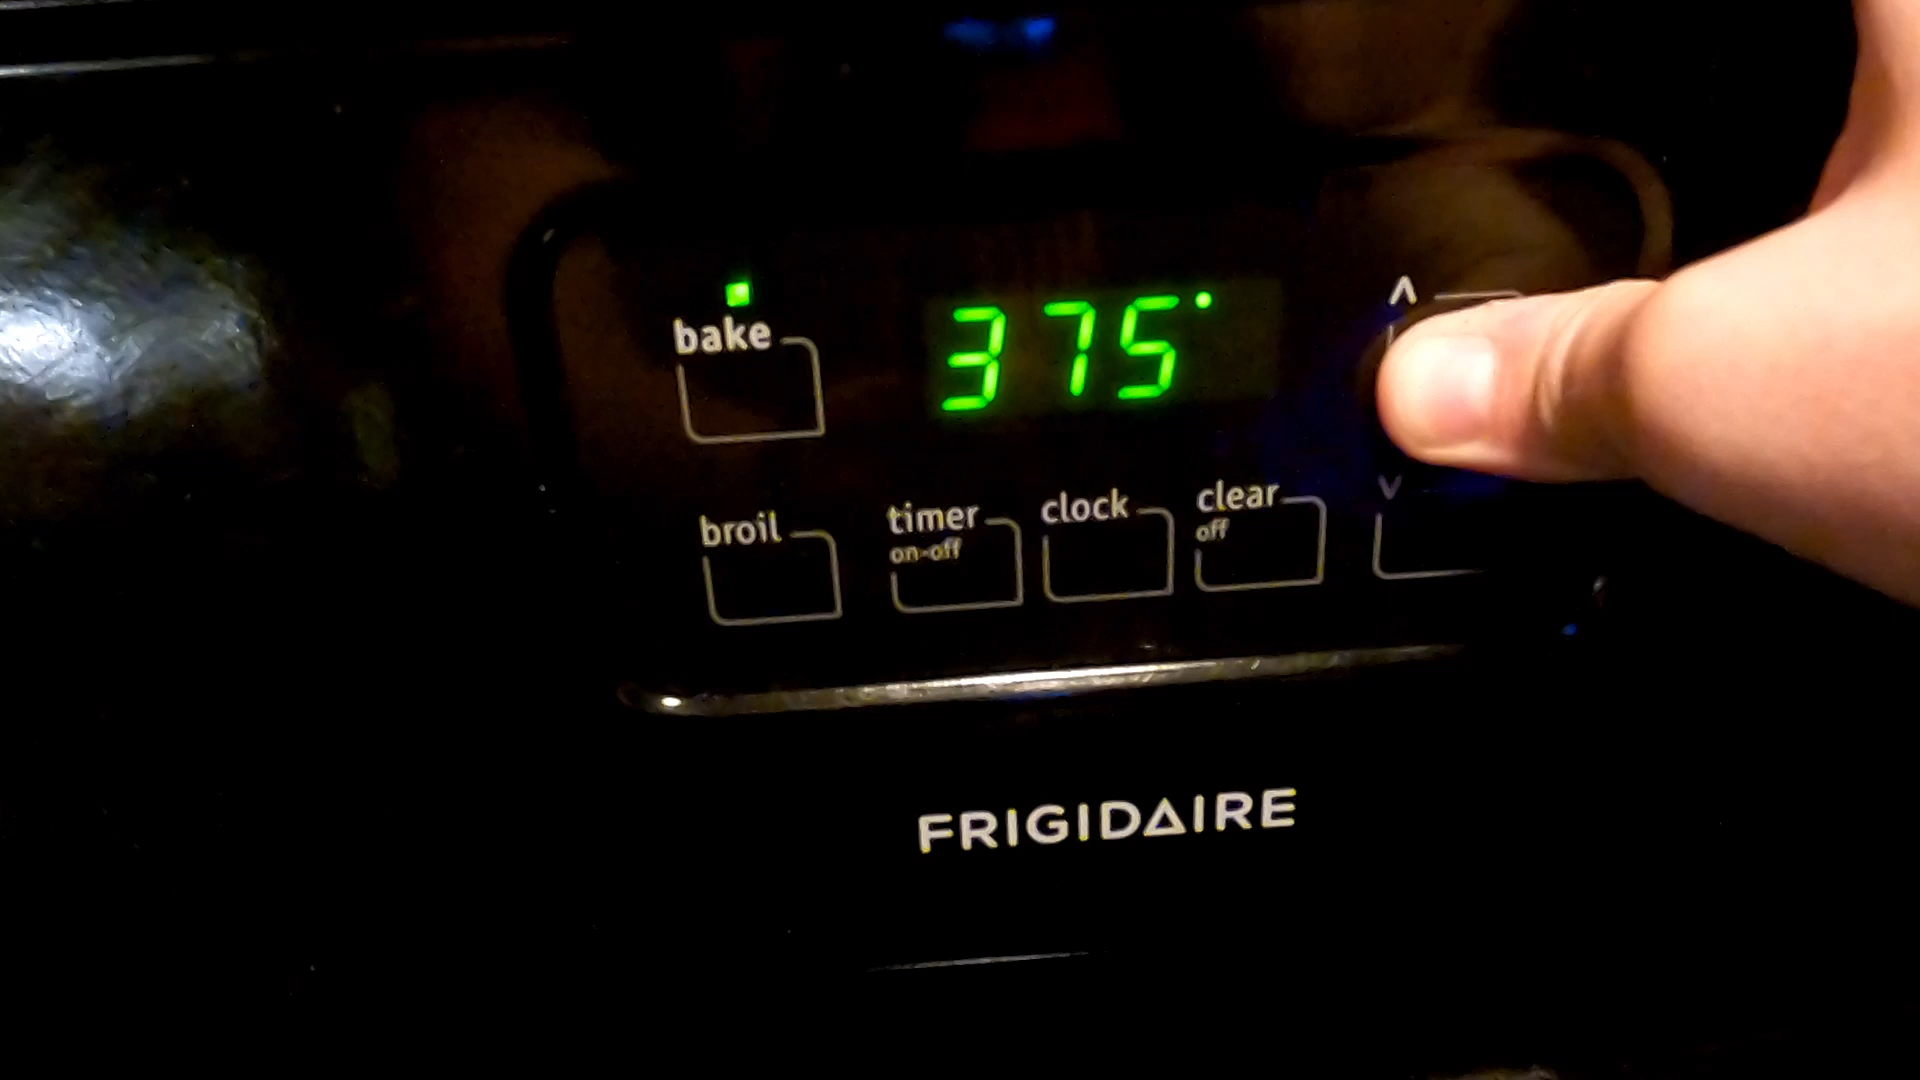 bake
375°
^
broil
timer
on-off
clock
clear
off
v
FRIGIDAIRE